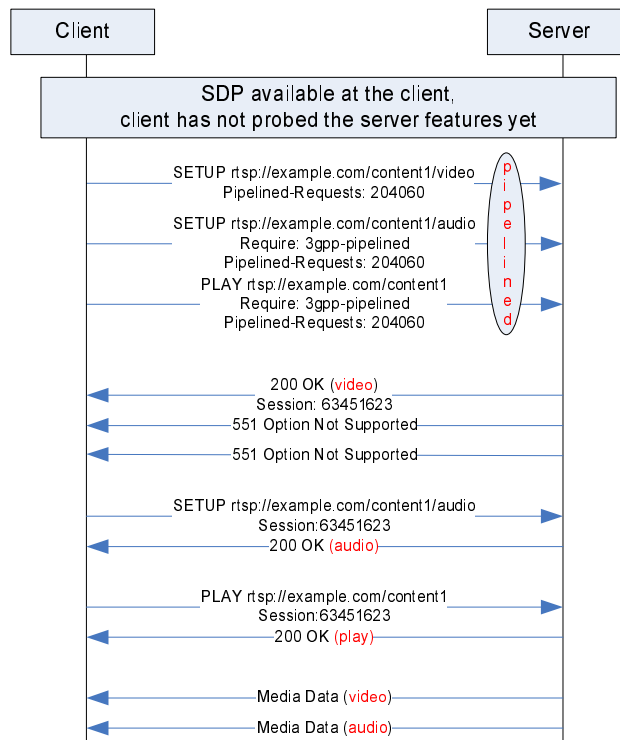 Client
Server
SDP available at the client,
client has not probed the server features yet
SETUP rtsp://example.com/content1/video
Pipelined-Requests: 204060
SETUP rtsp://example.com/content1/audio
Require: 3gpp-pipelined
Pipelined-Requests: 204060
PLAY rtsp://example.com/content1
Require: 3gpp-pipelined
Pipelined-Requests: 204060
pipelined
200 OK (video)
Session: 63451623
551 Option Not Supported
551 Option Not Supported
SETUP rtsp://example.com/content1/audio
Session:63451623
200 OK (audio)
PLAY rtsp://example.com/content1
Session:63451623
200 OK (play)
Media Data (video)
Media Data (audio)